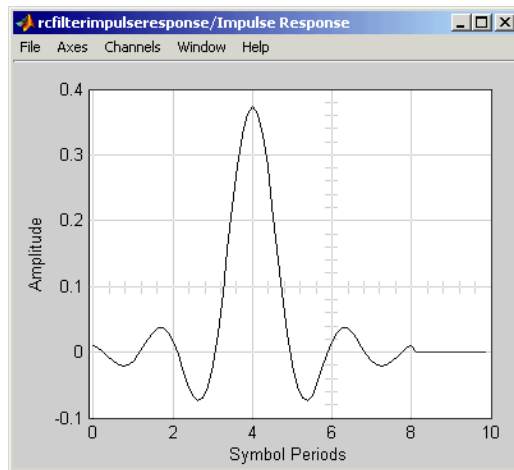 rcfilterimpulseresponse/Impulse Response
File Axes Channels Window Help
0.4
0.3
0.2
0.1
0
-0.1
Amplitude
0 2 4 6 8 10
Symbol Periods